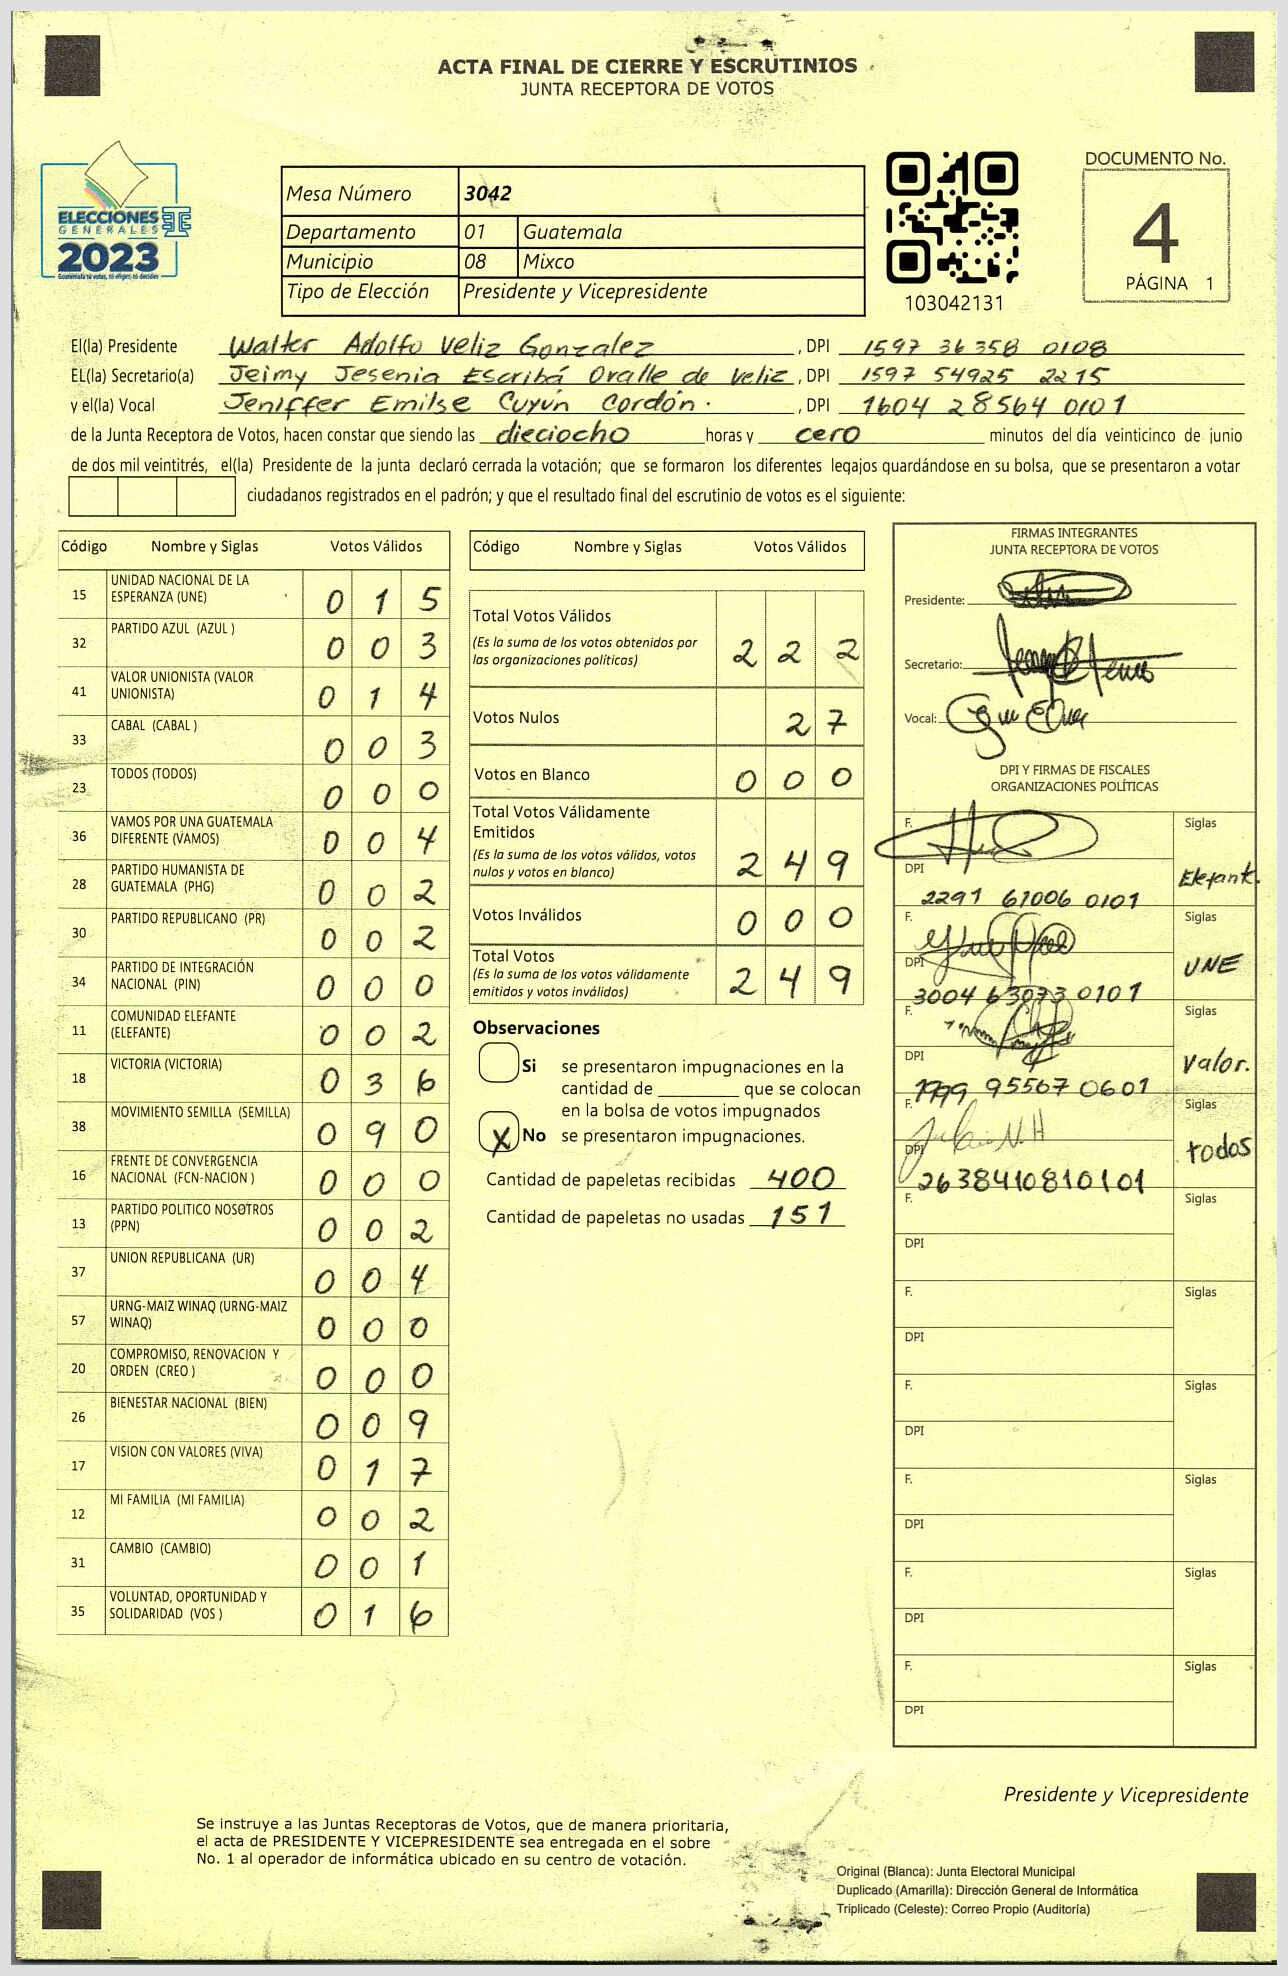 ACTA FINAL DE CIERRE Y ESCRUTINIOS
JUNTA RECEPTORA DE VOTOS
ELECCIONES
GENERALES
2023
Guatemala tú votas, tú eliges, tú decides
Mesa Número 3042
Departamento 01 Guatemala
Municipio 08 Mixco
Tipo de Elección Presidente y Vicepresidente
103042131
DOCUMENTO No.
4
PÁGINA 1
El(la) Presidente Walter Adolfo Veliz Gonzalez, DPI 1597 36358 0108
EL(la) Secretario(a) Jeimy Jesenia Escribá Ovalle de Veliz, DPI 1597 54925 2215
y el(la) Vocal Jeniffer Emilse Cuyún Cordón., DPI 1604 28564 0101
de la Junta Receptora de Votos, hacen constar que siendo las dieciocho horas y cero minutos del día veinticinco de junio
de dos mil veintitrés, el(la) Presidente de la junta declaró cerrada la votación; que se formaron los diferentes legajos quardándose en su bolsa, que se presentaron a votar
ciudadanos registrados en el padrón; y que el resultado final del escrutinio de votos es el siguiente:
Código Nombre y Siglas Votos Válidos
15 UNIDAD NACIONAL DE LA
ESPERANZA (UNE) 0 1 5
32 PARTIDO AZUL (AZUL ) 0 0 3
41 VALOR UNIONISTA (VALOR
UNIONISTA) 0 1 4
33 CABAL (CABAL ) 0 0 3
23 TODOS (TODOS) 0 0 0
36 VAMOS POR UNA GUATEMALA
DIFERENTE (VAMOS) 0 0 4
28 PARTIDO HUMANISTA DE
GUATEMALA (PHG) 0 0 2
30 PARTIDO REPUBLICANO (PR) 0 0 2
34 PARTIDO DE INTEGRACIÓN
NACIONAL (PIN) 0 0 0
11 COMUNIDAD ELEFANTE
(ELEFANTE) 0 0 2
18 VICTORIA (VICTORIA) 0 3 6
38 MOVIMIENTO SEMILLA (SEMILLA) 0 9 0
16 FRENTE DE CONVERGENCIA
NACIONAL (FCN-NACION ) 0 0 0
13 PARTIDO POLITICO NOSOTROS
(PPN) 0 0 2
37 UNION REPUBLICANA (UR) 0 0 4
57 URNG-MAIZ WINAQ (URNG-MAIZ
WINAQ) 0 0 0
20 COMPROMISO, RENOVACION Y
ORDEN (CREO ) 0 0 0
26 BIENESTAR NACIONAL (BIEN) 0 0 9
17 VISION CON VALORES (VIVA) 0 1 7
12 MI FAMILIA (MI FAMILIA) 0 0 2
31 CAMBIO (CAMBIO) 0 0 1
35 VOLUNTAD, OPORTUNIDAD Y
SOLIDARIDAD (VOS ) 0 1 6
Código Nombre y Siglas Votos Válidos
Total Votos Válidos
(Es la suma de los votos obtenidos por
las organizaciones políticas) 2 2 2
Votos Nulos 2 7
Votos en Blanco 0 0 0
Total Votos Válidamente
Emitidos
(Es la suma de los votos válidos, votos
nulos y votos en blanco) 2 4 9
Votos Inválidos 0 0 0
Total Votos
(Es la suma de los votos válidamente
emitidos y votos inválidos) 2 4 9
Observaciones
Si se presentaron impugnaciones en la
cantidad de ________ que se colocan
en la bolsa de votos impugnados
X No se presentaron impugnaciones.
Cantidad de papeletas recibidas 400
Cantidad de papeletas no usadas 151
FIRMAS INTEGRANTES
JUNTA RECEPTORA DE VOTOS
Presidente:
Secretario:
Vocal:
DPI Y FIRMAS DE FISCALES
ORGANIZACIONES POLÍTICAS
F. Siglas
DPI Elefant.
2291 61006 0101
F. Siglas
DPI UNE
3004 63073 0101
F. Siglas
DPI Valor.
1999 95567 0601
F. Siglas
DPI todos
2638410810101
F. Siglas
DPI
F. Siglas
DPI
F. Siglas
DPI
F. Siglas
DPI
F. Siglas
DPI
F. Siglas
DPI
Presidente y Vicepresidente
Se instruye a las Juntas Receptoras de Votos, que de manera prioritaria,
el acta de PRESIDENTE Y VICEPRESIDENTE sea entregada en el sobre
No. 1 al operador de informática ubicado en su centro de votación.
Original (Blanca): Junta Electoral Municipal
Duplicado (Amarilla): Dirección General de Informática
Triplicado (Celeste): Correo Propio (Auditoría)